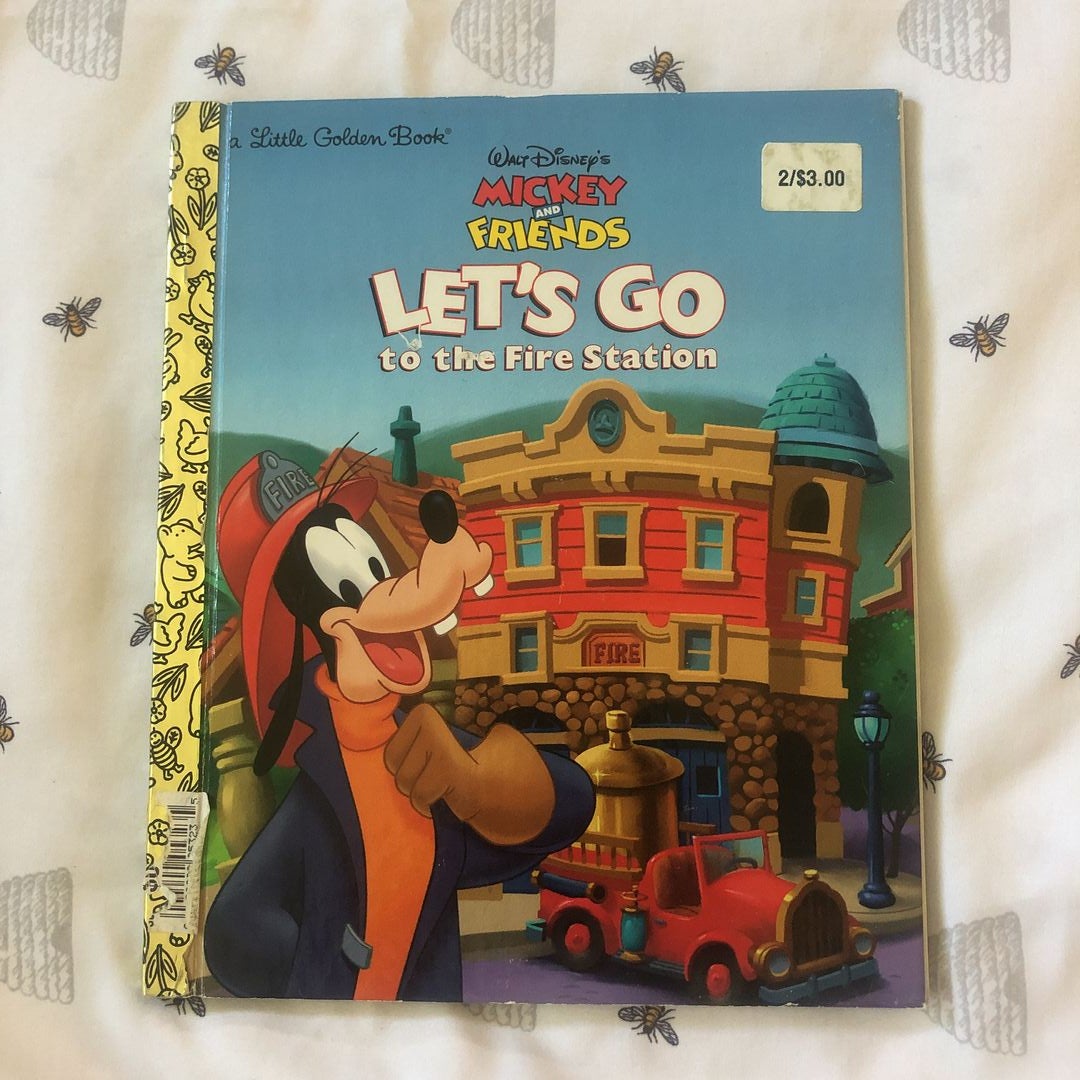 a Little Golden Book®
WALT DISNEY'S
MICKEY
AND
FRIENDS
2/$3.00
LET'S GO
to the Fire Station
FIRE
FIRE